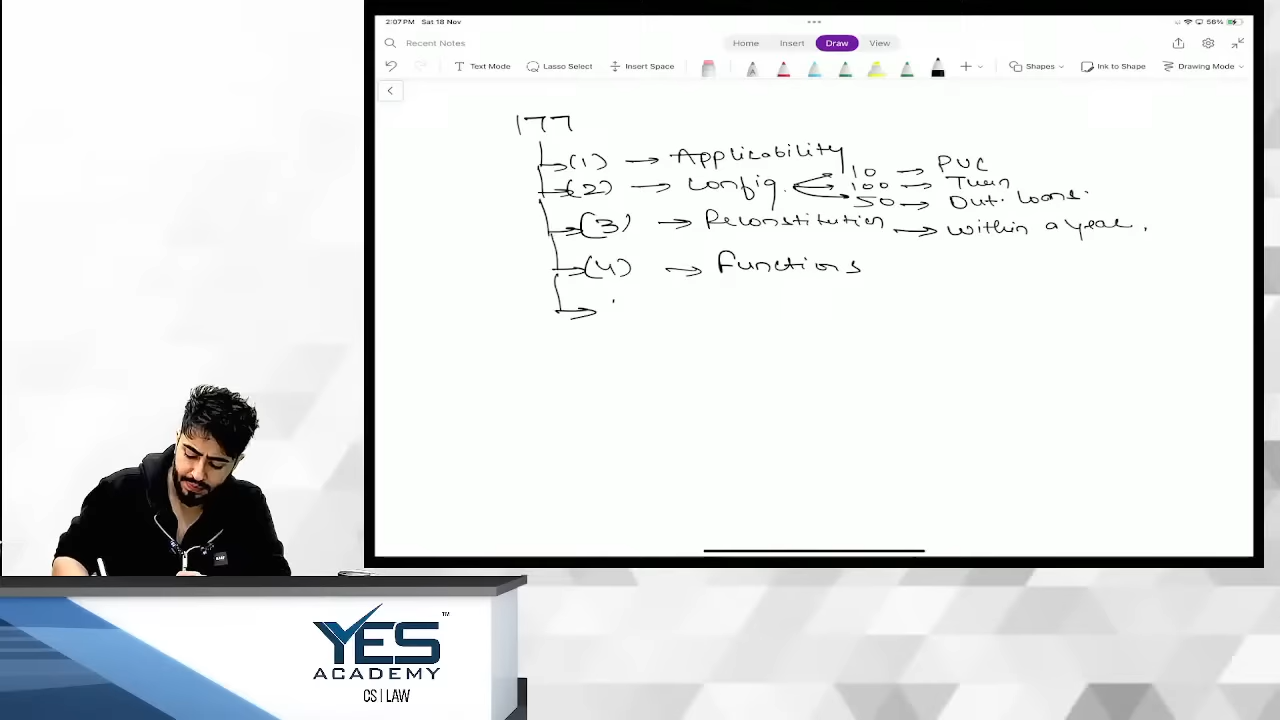 2:07 PM Sat 18 Nov
56%
Recent Notes
Home Insert Draw View
Text Mode Lasso Select Insert Space Shapes Ink to Shape Drawing Mode
177
(1) → Applicability
(2) → Config. 10 → PUC
100 → Turn
50 → Out. loans.
(3) → Reconstitution → within a year.
(4) → Functions
YES™
ACADEMY
CS | LAW